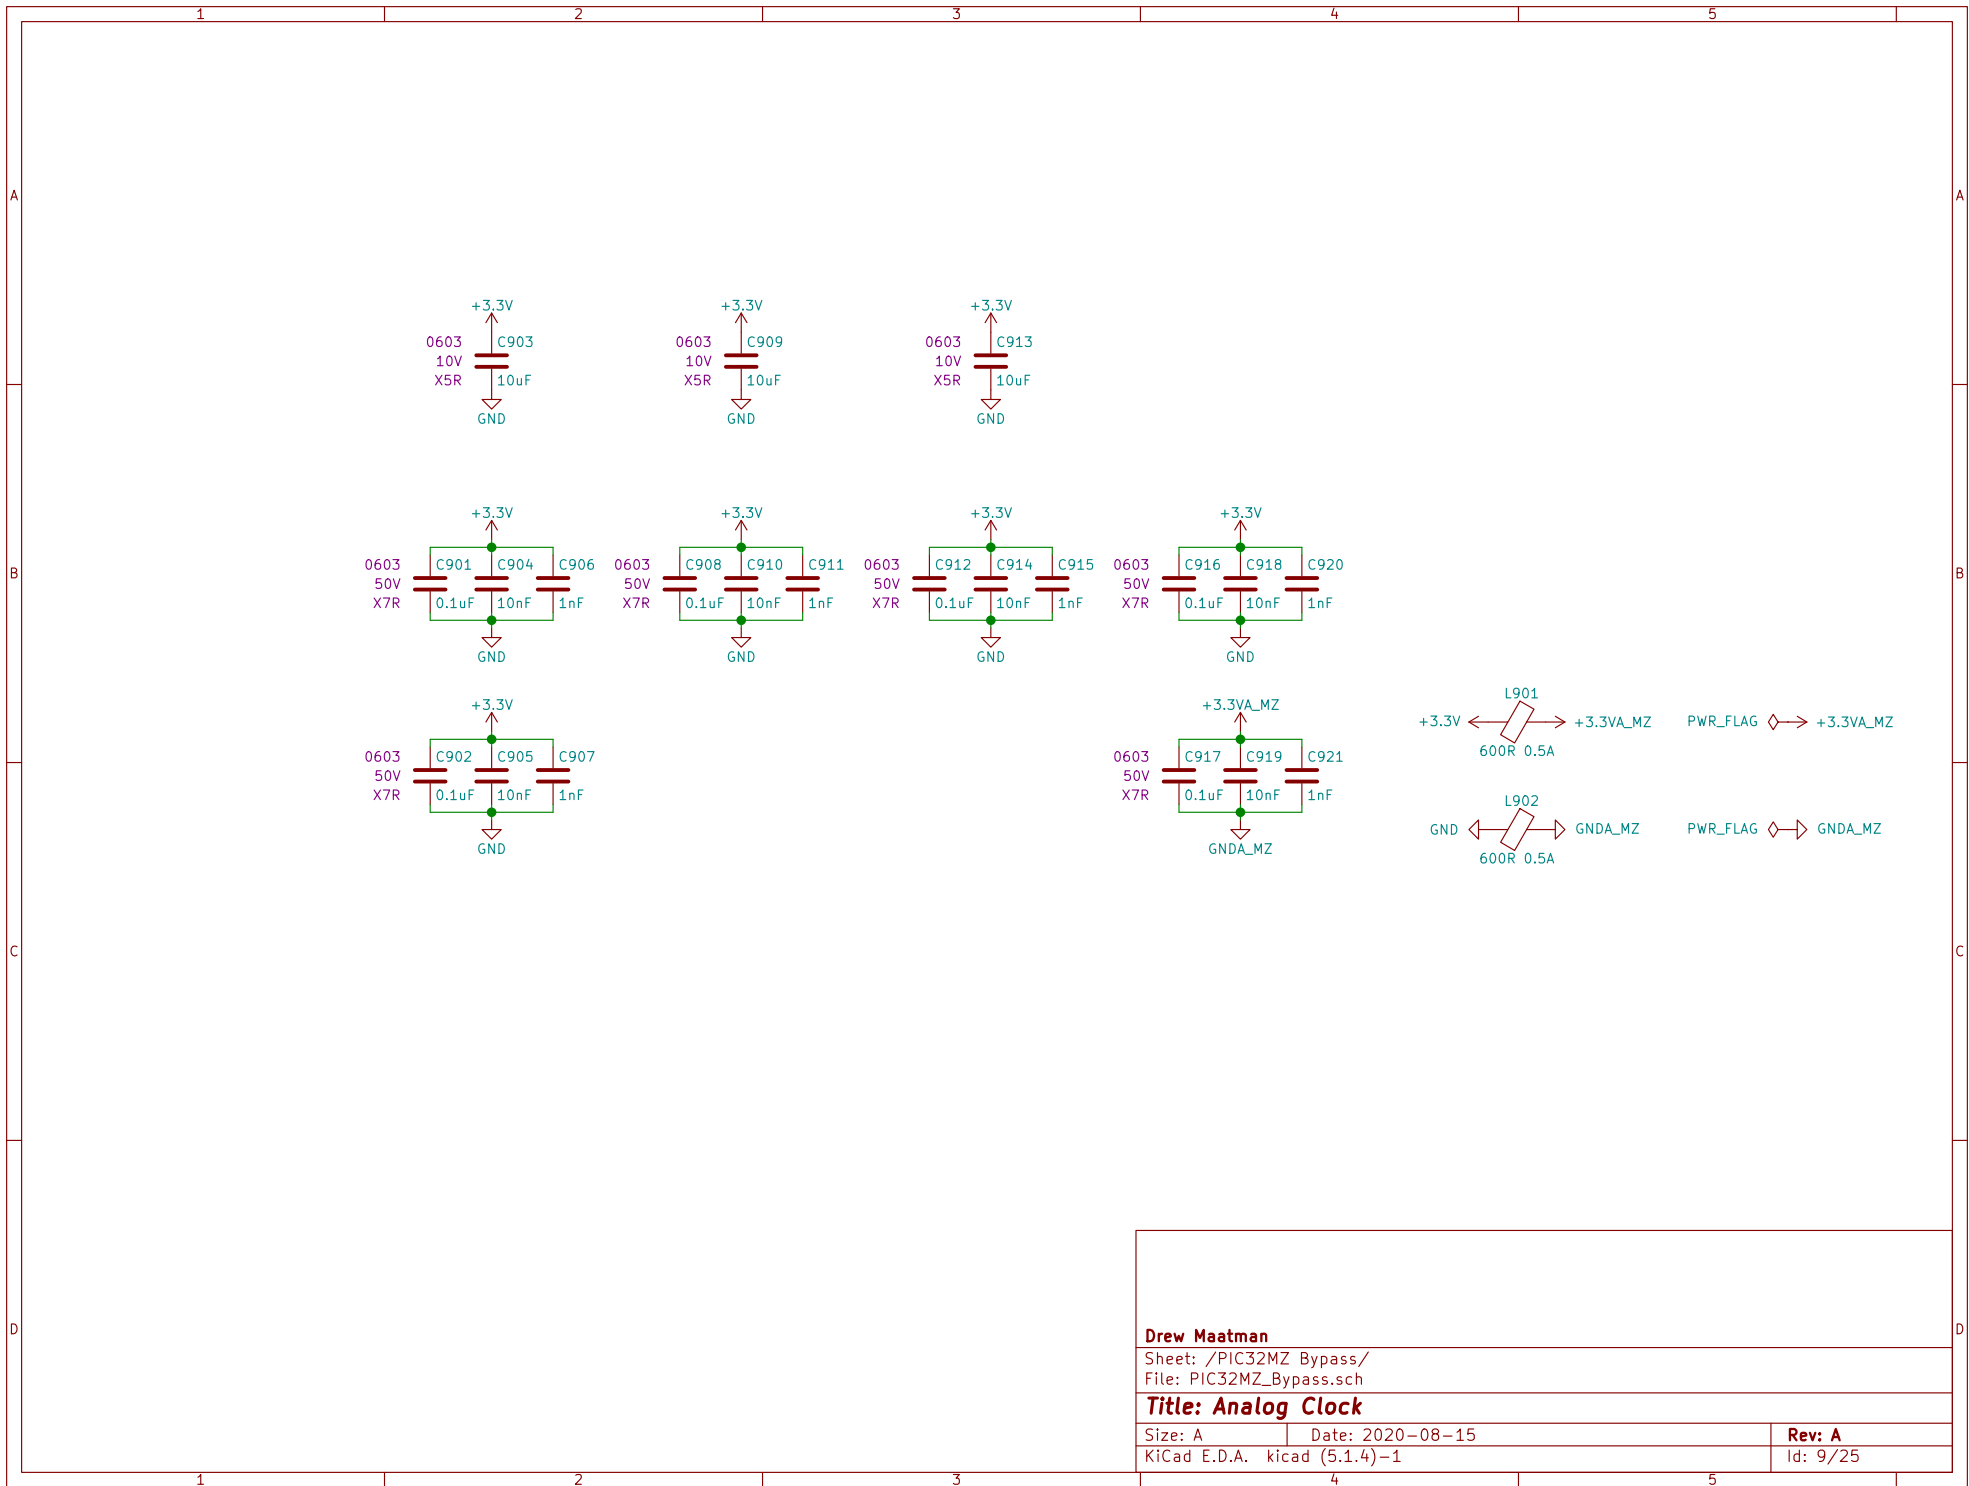 1 2 3 4 5
A A
+3.3V +3.3V +3.3V
0603 C903 0603 C909 0603 C913
10V 10V 10V
X5R 10uF X5R 10uF X5R 10uF
GND GND GND
+3.3V +3.3V +3.3V +3.3V
0603 C901 C904 C906 0603 C908 C910 C911 0603 C912 C914 C915 0603 C916 C918 C920
B 50V 50V 50V 50V B
X7R 0.1uF 10nF 1nF X7R 0.1uF 10nF 1nF X7R 0.1uF 10nF 1nF X7R 0.1uF 10nF 1nF
GND GND GND GND
L901
+3.3V +3.3VA_MZ
+3.3V +3.3VA_MZ PWR_FLAG +3.3VA_MZ
600R 0.5A
0603 C902 C905 C907 0603 C917 C919 C921
50V 50V
X7R 0.1uF 10nF 1nF X7R 0.1uF 10nF 1nF
L902
GND GNDA_MZ PWR_FLAG GNDA_MZ
GND GNDA_MZ
600R 0.5A
C C
D D
Drew Maatman
Sheet: /PIC32MZ Bypass/
File: PIC32MZ_Bypass.sch
Title: Analog Clock
Size: A Date: 2020-08-15 Rev: A
KiCad E.D.A. kicad (5.1.4)-1 Id: 9/25
1 2 3 4 5